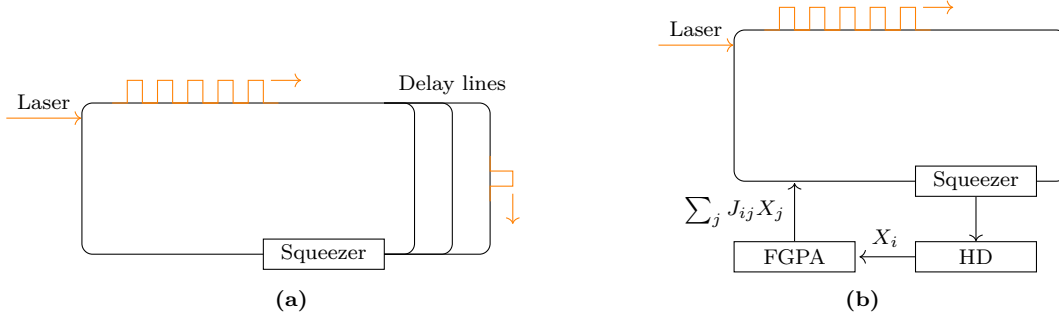 Laser
Delay lines
Squeezer
(a)
Laser
Squeezer
∑_j J_{ij} X_j
X_i
FGPA
HD
(b)